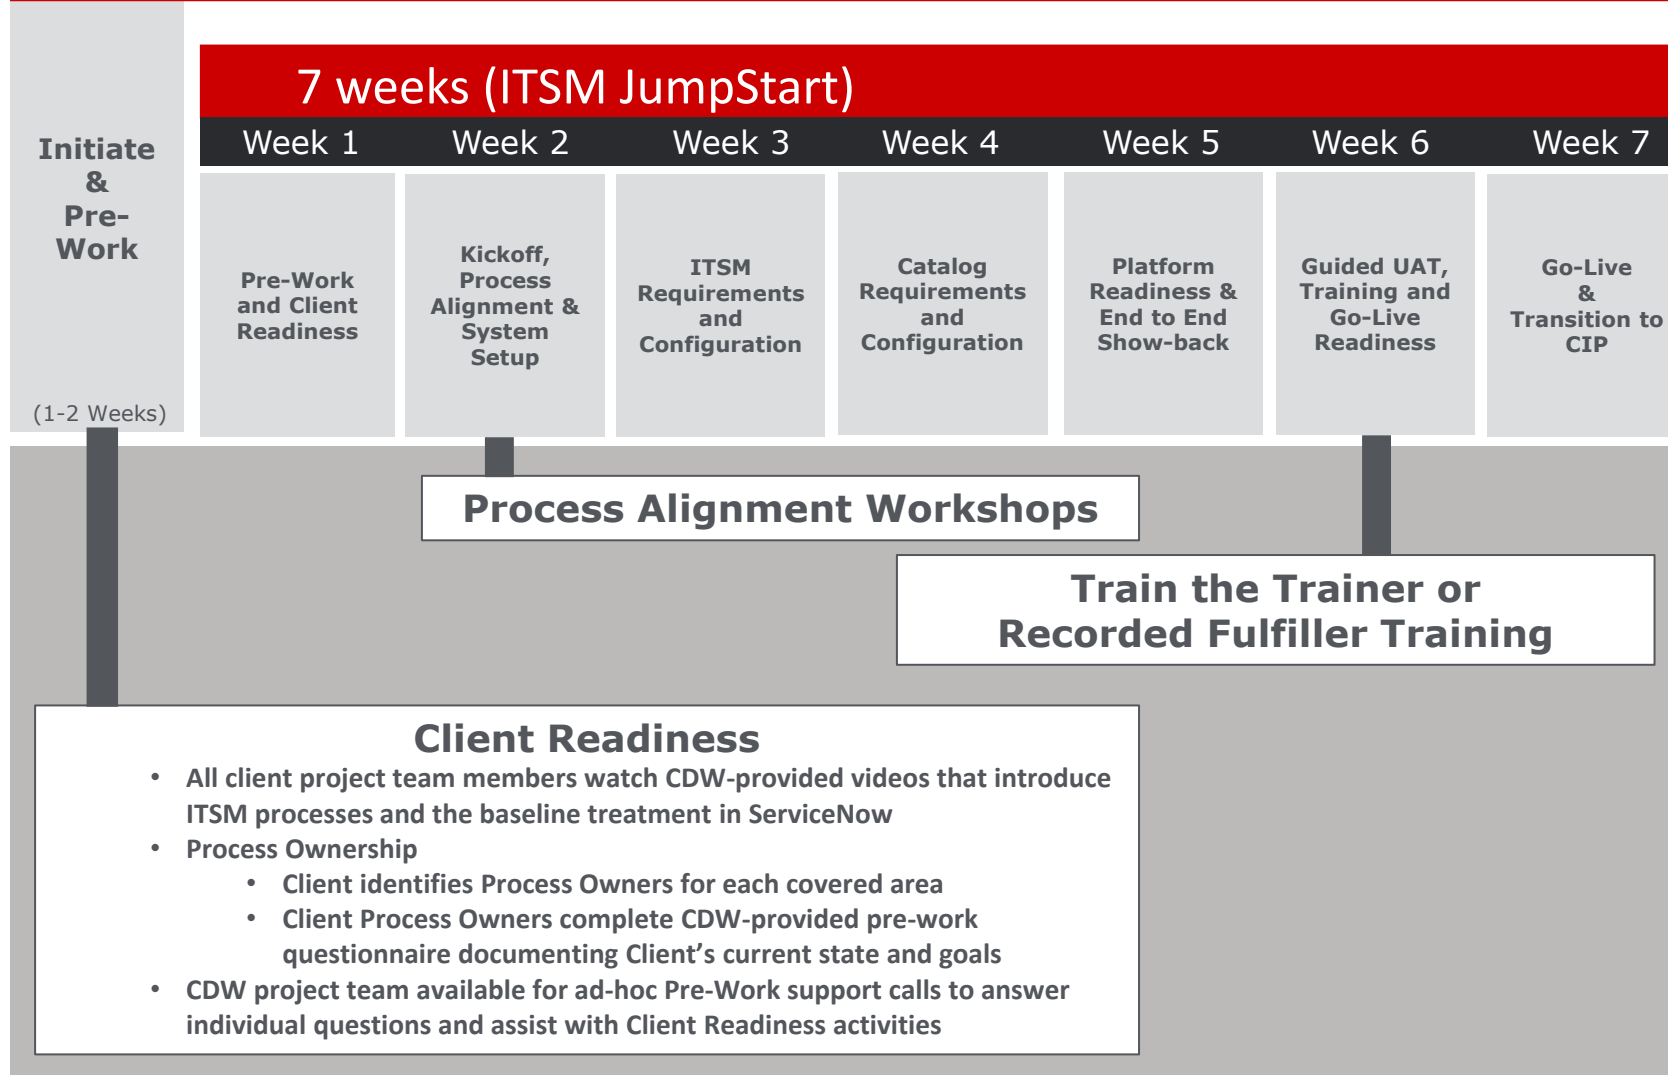 Initiate
&
Pre-
Work
(1-2 Weeks)
7 weeks (ITSM JumpStart)
Week 1
Week 2
Week 3
Week 4
Week 5
Week 6
Week 7
Pre-Work
and Client
Readiness
Kickoff,
Process
Alignment &
System
Setup
ITSM
Requirements
and
Configuration
Catalog
Requirements
and
Configuration
Platform
Readiness &
End to End
Show-back
Guided UAT,
Training and
Go-Live
Readiness
Go-Live
&
Transition to
CIP
Process Alignment Workshops
Train the Trainer or
Recorded Fulfiller Training
Client Readiness
• All client project team members watch CDW-provided videos that introduce
ITSM processes and the baseline treatment in ServiceNow
• Process Ownership
• Client identifies Process Owners for each covered area
• Client Process Owners complete CDW-provided pre-work
questionnaire documenting Client’s current state and goals
• CDW project team available for ad-hoc Pre-Work support calls to answer
individual questions and assist with Client Readiness activities